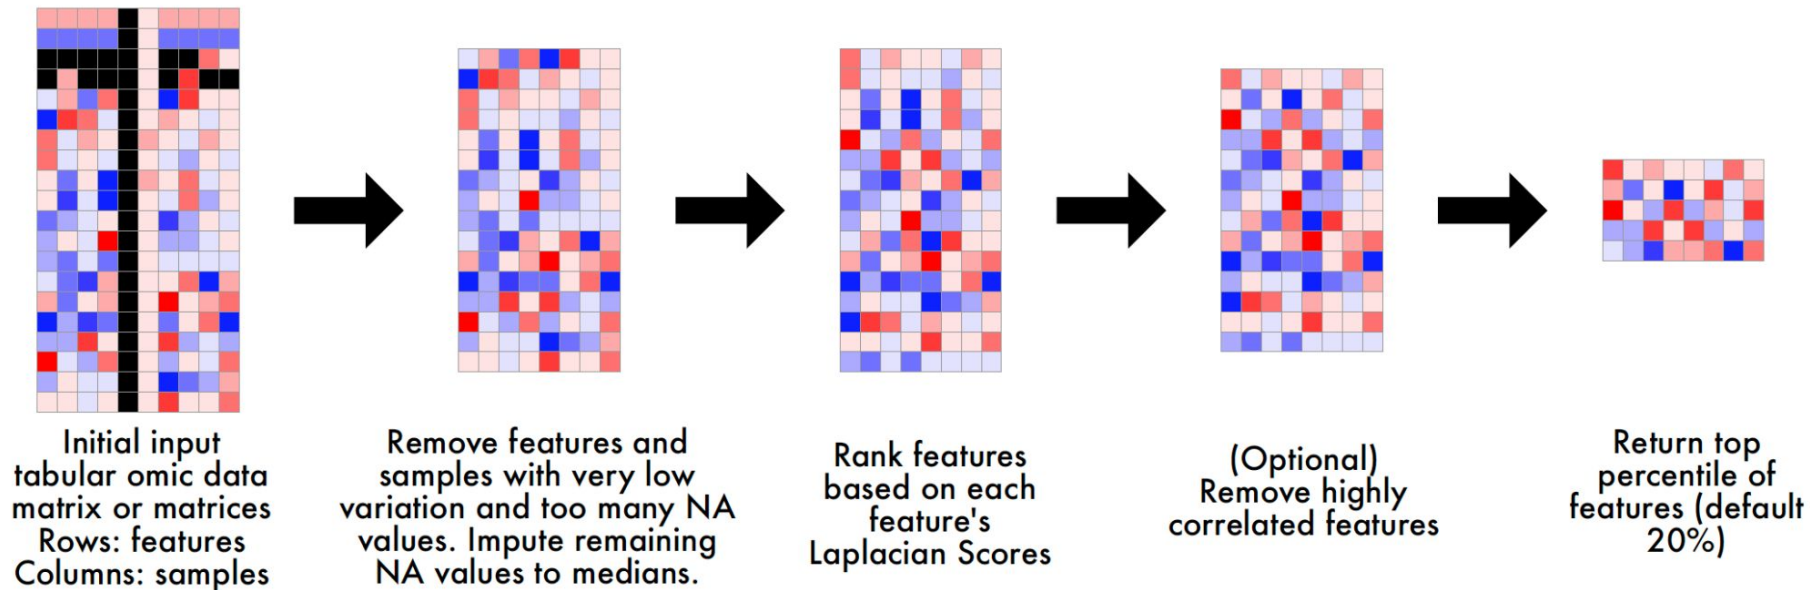 Initial input
tabular omic data
matrix or matrices
Rows: features
Columns: samples
Remove features and
samples with very low
variation and too many NA
values. Impute remaining
NA values to medians.
Rank features
based on each
feature's
Laplacian Scores
(Optional)
Remove highly
correlated features
Return top
percentile of
features (default
20%)